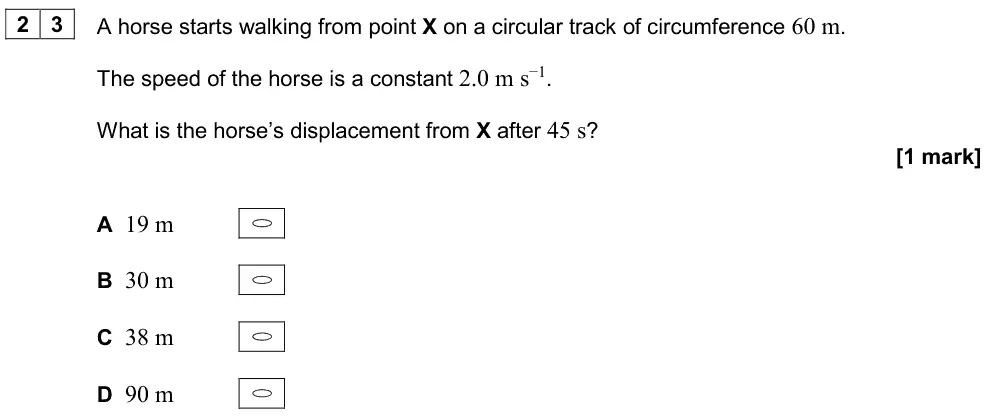 2 3 A horse starts walking from point X on a circular track of circumference 60 m.
The speed of the horse is a constant 2.0 m s⁻¹.
What is the horse’s displacement from X after 45 s?
[1 mark]
A 19 m
B 30 m
C 38 m
D 90 m